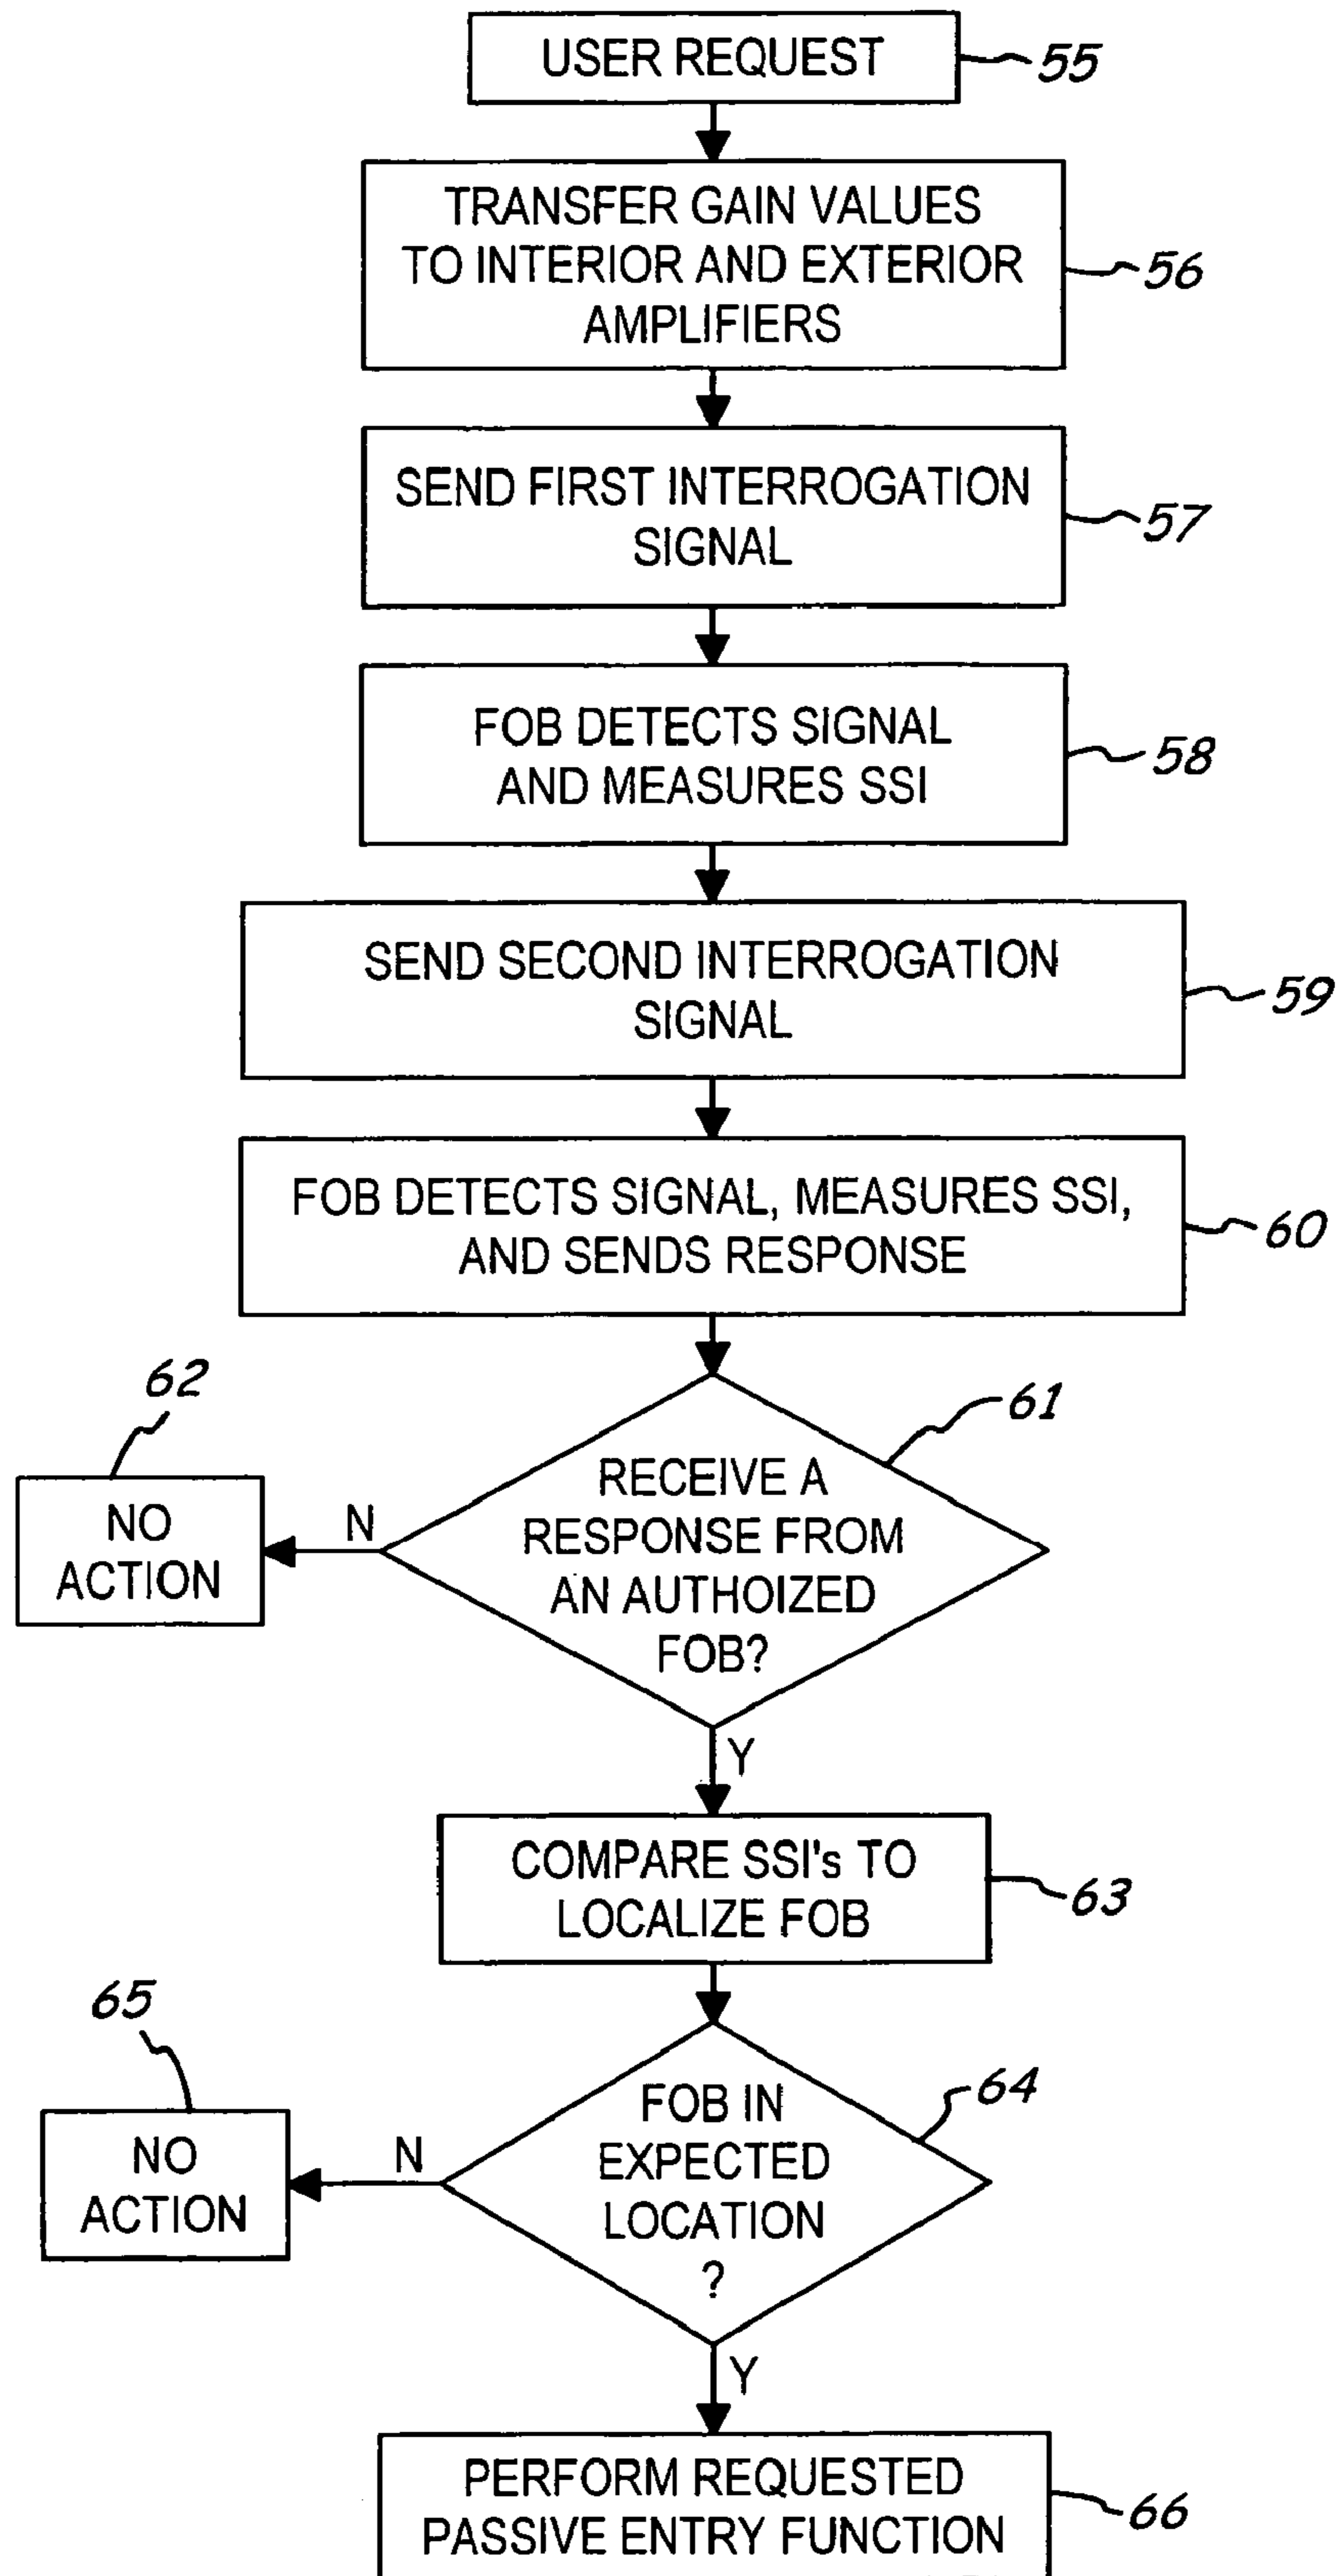 USER REQUEST
55
TRANSFER GAIN VALUES
TO INTERIOR AND EXTERIOR
AMPLIFIERS
56
SEND FIRST INTERROGATION
SIGNAL
57
FOB DETECTS SIGNAL
AND MEASURES SSI
58
SEND SECOND INTERROGATION
SIGNAL
59
FOB DETECTS SIGNAL, MEASURES SSI,
AND SENDS RESPONSE
60
62
61
NO
ACTION
N
RECEIVE A
RESPONSE FROM
AN AUTHOIZED
FOB?
Y
COMPARE SSI's TO
LOCALIZE FOB
63
65
64
NO
ACTION
N
FOB IN
EXPECTED
LOCATION
?
Y
PERFORM REQUESTED
PASSIVE ENTRY FUNCTION
66